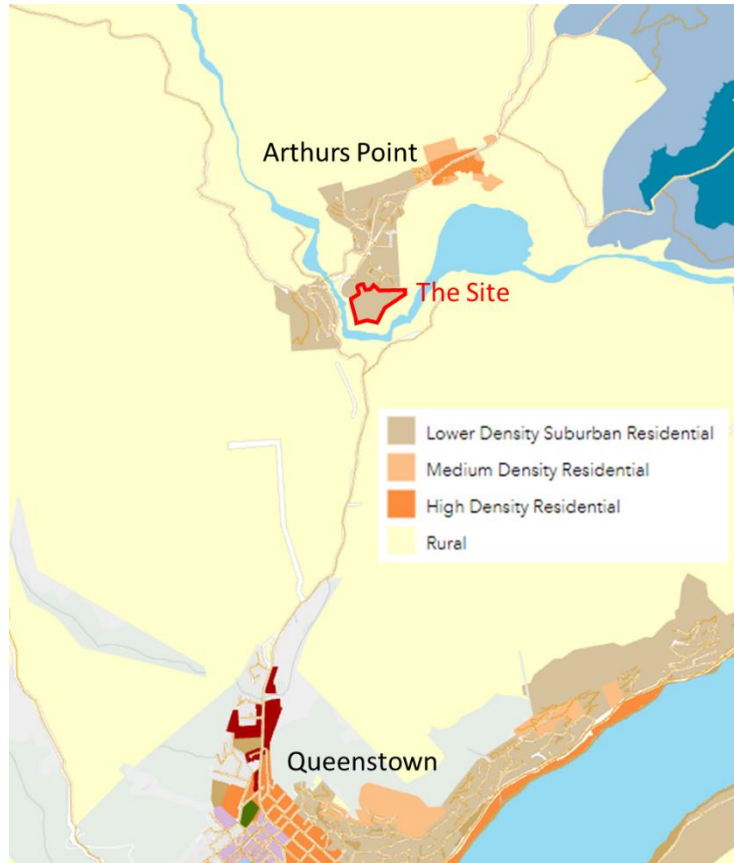 Arthurs Point
The Site
Lower Density Suburban Residential
Medium Density Residential
High Density Residential
Rural
Queenstown